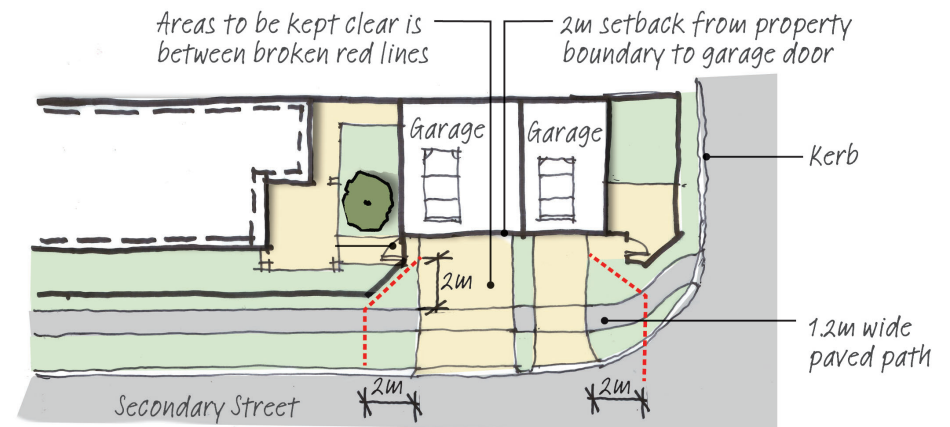 Areas to be kept clear is
between broken red lines
2m setback from property
boundary to garage door
Garage
Garage
Kerb
2m
1.2m wide
paved path
2m
2m
Secondary Street